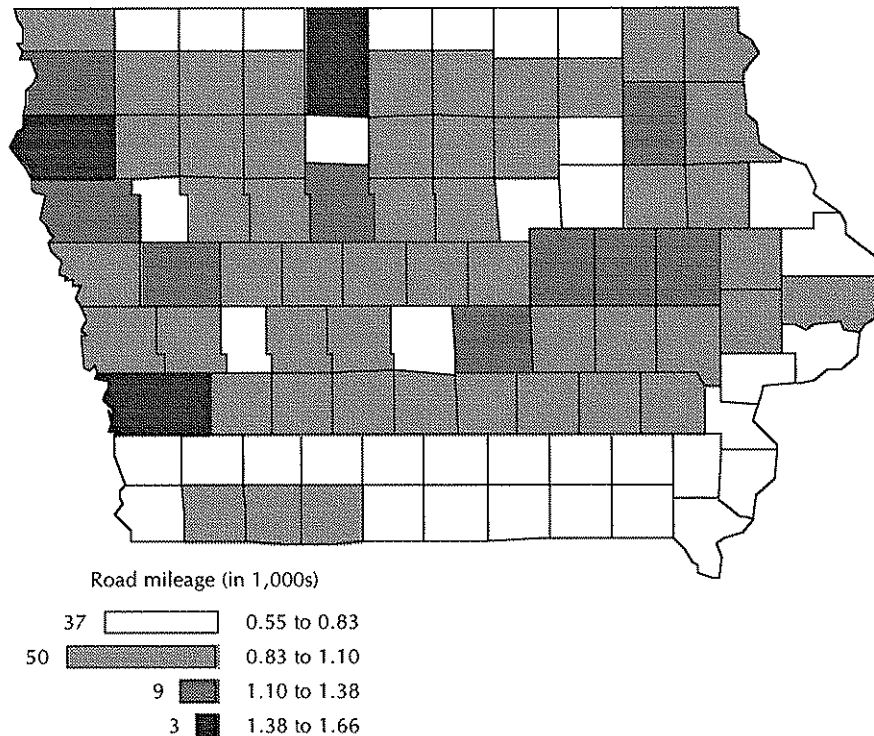 Road mileage (in 1,000s)
37 0.55 to 0.83
50 0.83 to 1.10
9 1.10 to 1.38
3 1.38 to 1.66